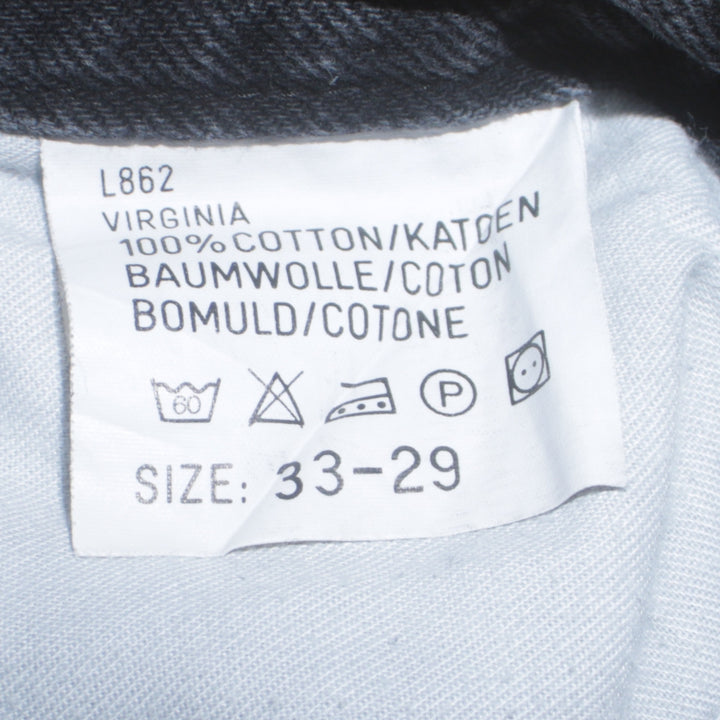 L862
VIRGINIA
100% COTTON/KATOEN
BAUMWOLLE/COTON
BOMULD/COTONE
60 P
SIZE: 33-29